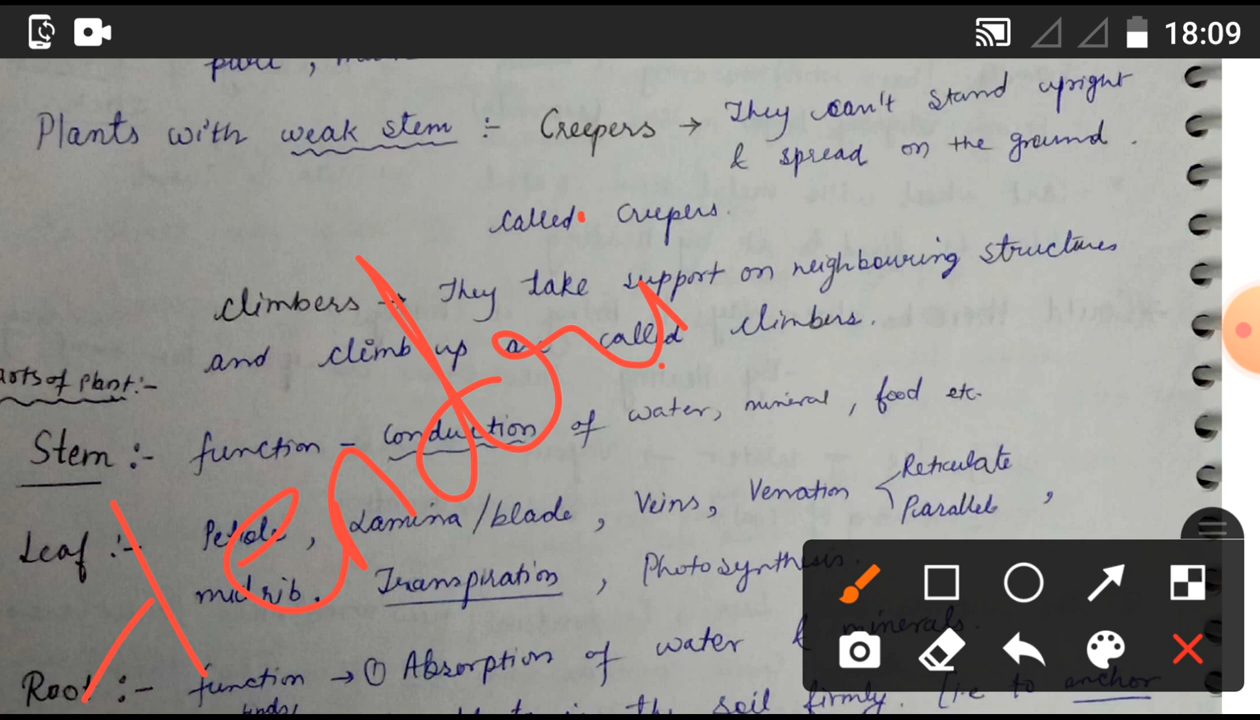 18:09
Plants with weak stem :- Creepers → They can't stand upright
& spread on the ground.
called creepers.
climbers → They take support on neighbouring structures
and climb up are called climbers.
Parts of Plant:-
Stem :- function - conduction of water, mineral, food etc.
Leaf :- Petiole, Lamina/blade, Veins, Venation Reticulate
Parallel,
midrib. Transpiration, Photosynthesis.
Root :- function → ① Absorption of water & minerals.
the soil firmly. [i.e to anchor